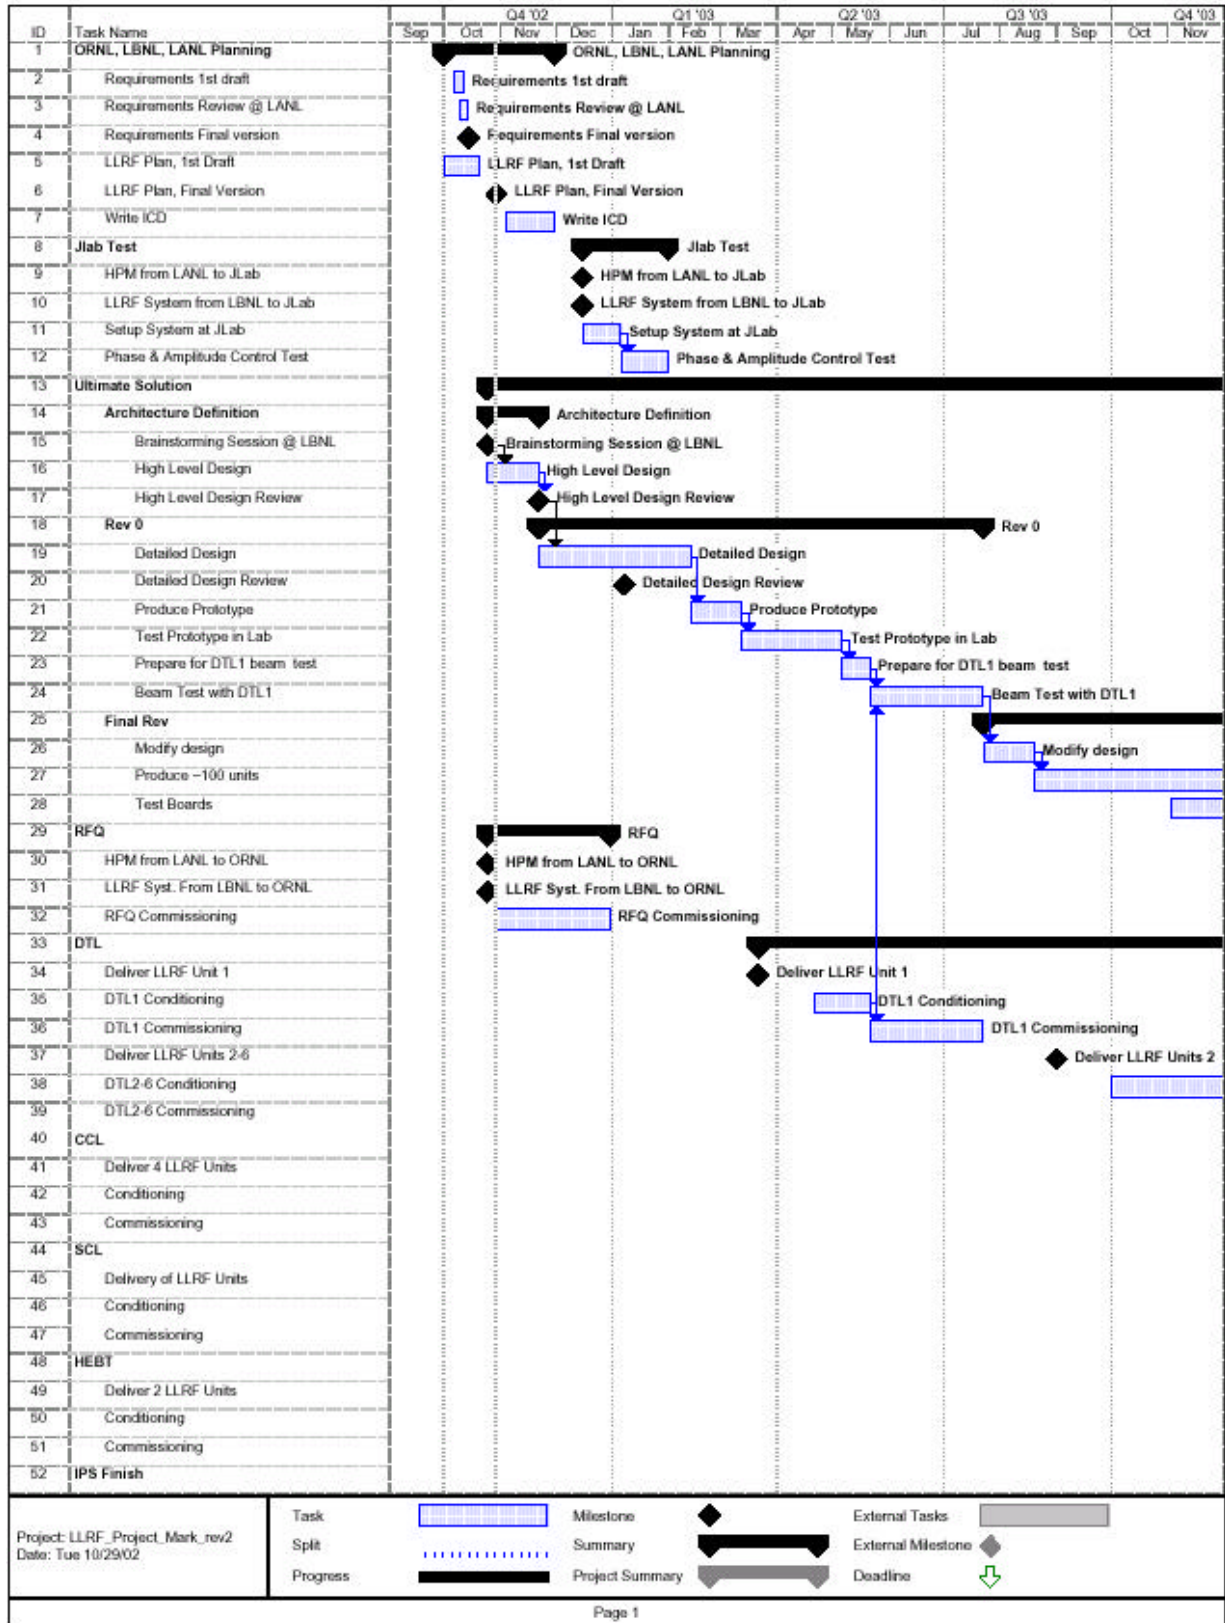 Q4 '02 Q1 '03 Q2 '03 Q3 '03 Q4 '03
ID Task Name Sep Oct Nov Dec Jan Feb Mar Apr May Jun Jul Aug Sep Oct Nov
1 ORNL, LBNL, LANL Planning ORNL, LBNL, LANL Planning
2 Requirements 1st draft Requirements 1st draft
3 Requirements Review @ LANL Requirements Review @ LANL
4 Requirements Final version Requirements Final version
5 LLRF Plan, 1st Draft LLRF Plan, 1st Draft
6 LLRF Plan, Final Version LLRF Plan, Final Version
7 Write ICD Write ICD
8 Jlab Test Jlab Test
9 HPM from LANL to JLab HPM from LANL to JLab
10 LLRF System from LBNL to JLab LLRF System from LBNL to JLab
11 Setup System at JLab Setup System at JLab
12 Phase & Amplitude Control Test Phase & Amplitude Control Test
13 Ultimate Solution
14 Architecture Definition Architecture Definition
15 Brainstorming Session @ LBNL Brainstorming Session @ LBNL
16 High Level Design High Level Design
17 High Level Design Review High Level Design Review
18 Rev 0 Rev 0
19 Detailed Design Detailed Design
20 Detailed Design Review Detailed Design Review
21 Produce Prototype Produce Prototype
22 Test Prototype in Lab Test Prototype in Lab
23 Prepare for DTL1 beam test Prepare for DTL1 beam test
24 Beam Test with DTL1 Beam Test with DTL1
25 Final Rev
26 Modify design Modify design
27 Produce ~100 units
28 Test Boards
29 RFQ RFQ
30 HPM from LANL to ORNL HPM from LANL to ORNL
31 LLRF Syst. From LBNL to ORNL LLRF Syst. From LBNL to ORNL
32 RFQ Commissioning RFQ Commissioning
33 DTL
34 Deliver LLRF Unit 1 Deliver LLRF Unit 1
35 DTL1 Conditioning DTL1 Conditioning
36 DTL1 Commissioning DTL1 Commissioning
37 Deliver LLRF Units 2-6 Deliver LLRF Units 2
38 DTL2-6 Conditioning
39 DTL2-6 Commissioning
40 CCL
41 Deliver 4 LLRF Units
42 Conditioning
43 Commissioning
44 SCL
45 Delivery of LLRF Units
46 Conditioning
47 Commissioning
48 HEBT
49 Deliver 2 LLRF Units
50 Conditioning
51 Commissioning
52 IPS Finish
Project: LLRF_Project_Mark_rev2
Date: Tue 10/29/02
Task Milestone External Tasks
Split Summary External Milestone
Progress Project Summary Deadline
Page 1